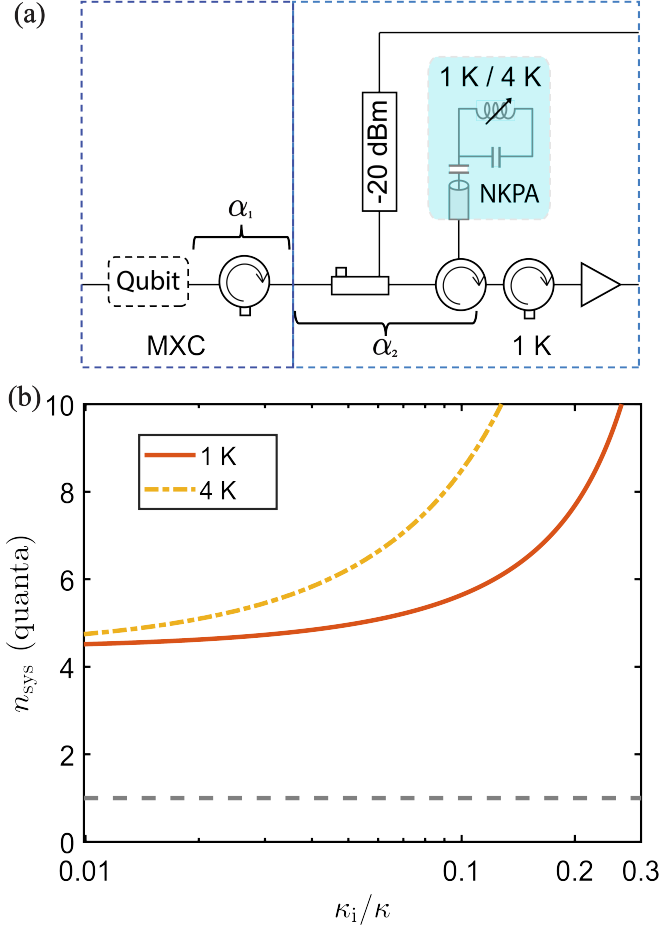 (a)
1 K / 4 K
-20 dBm
NKPA
α₁
Qubit
MXC
α₂
1 K
(b)
10
8
6
4
2
0
1 K
4 K
n_sys (quanta)
0.01
0.1
0.2
0.3
κ_i/κ